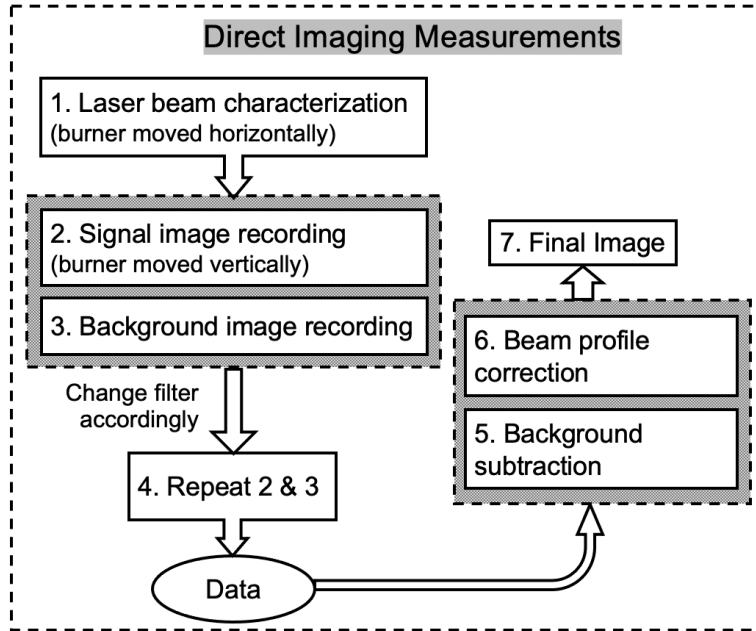 Direct Imaging Measurements
1. Laser beam characterization
(burner moved horizontally)
2. Signal image recording
(burner moved vertically)
3. Background image recording
Change filter
accordingly
4. Repeat 2 & 3
Data
7. Final Image
6. Beam profile
correction
5. Background
subtraction